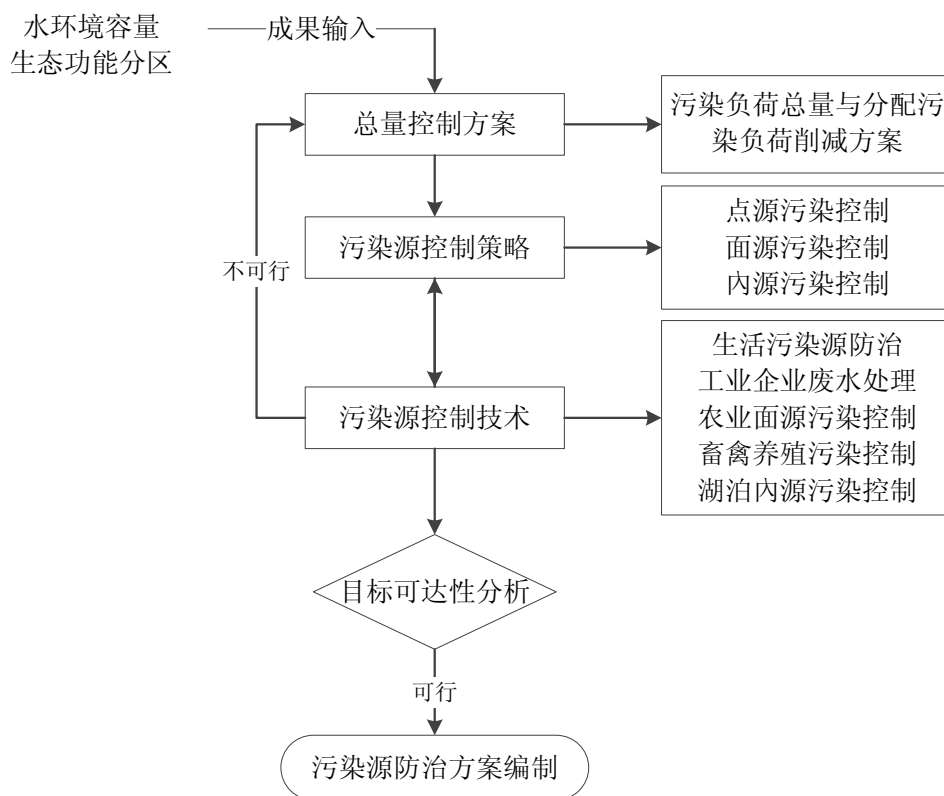 水环境容量
生态功能分区
成果输入
总量控制方案
污染负荷总量与分配污
染负荷削减方案
污染源控制策略
点源污染控制
面源污染控制
內源污染控制
不可行
污染源控制技术
生活污染源防治
工业企业废水处理
农业面源污染控制
畜禽养殖污染控制
湖泊內源污染控制
目标可达性分析
可行
污染源防治方案编制